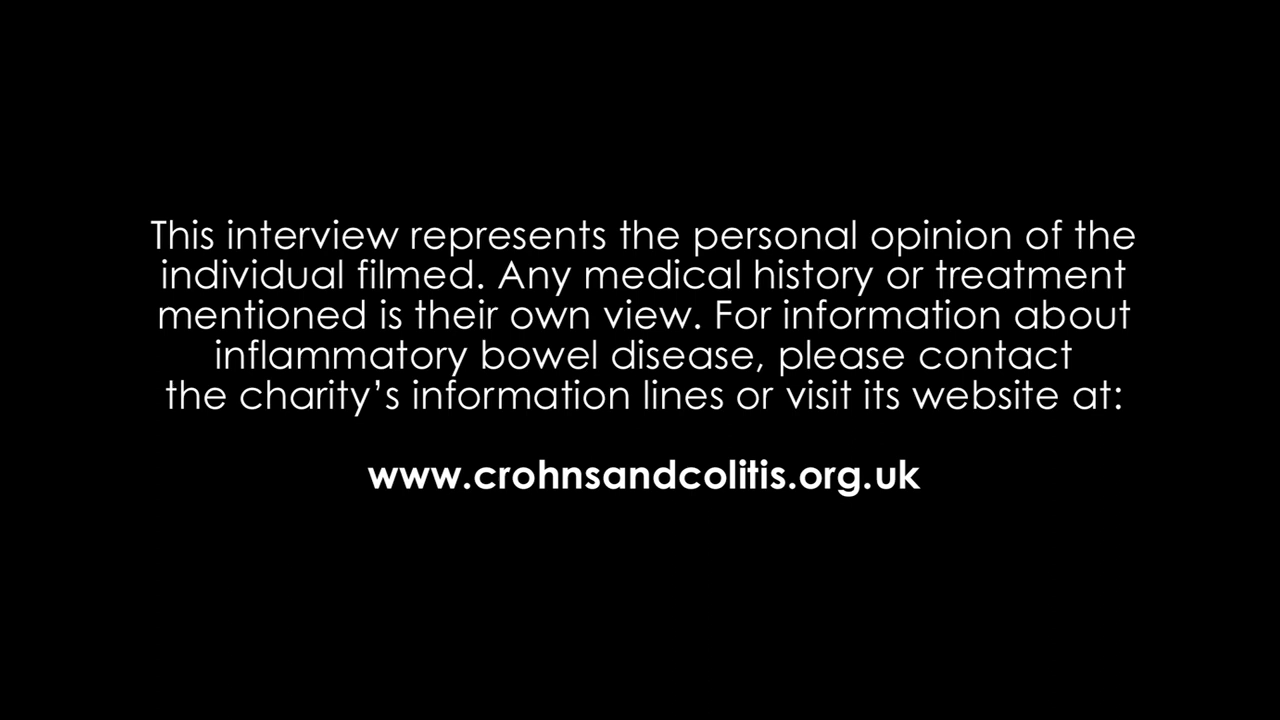 This interview represents the personal opinion of the
individual filmed. Any medical history or treatment
mentioned is their own view. For information about
inflammatory bowel disease, please contact
the charity’s information lines or visit its website at:
www.crohnsandcolitis.org.uk